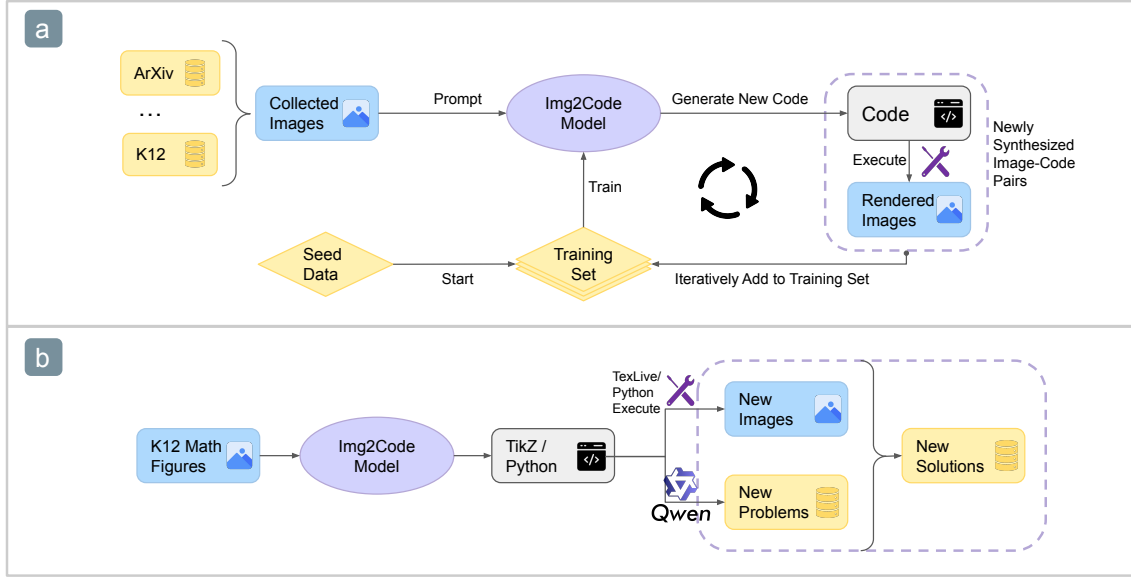 a
ArXiv
...
K12
Collected
Images
Prompt
Img2Code
Model
Generate New Code
Code
Execute
Rendered
Images
Newly
Synthesized
Image-Code
Pairs
Train
Seed
Data
Start
Training
Set
Iteratively Add to Training Set
b
K12 Math
Figures
Img2Code
Model
TikZ /
Python
TexLive/
Python
Execute
Qwen
New
Images
New
Problems
New
Solutions